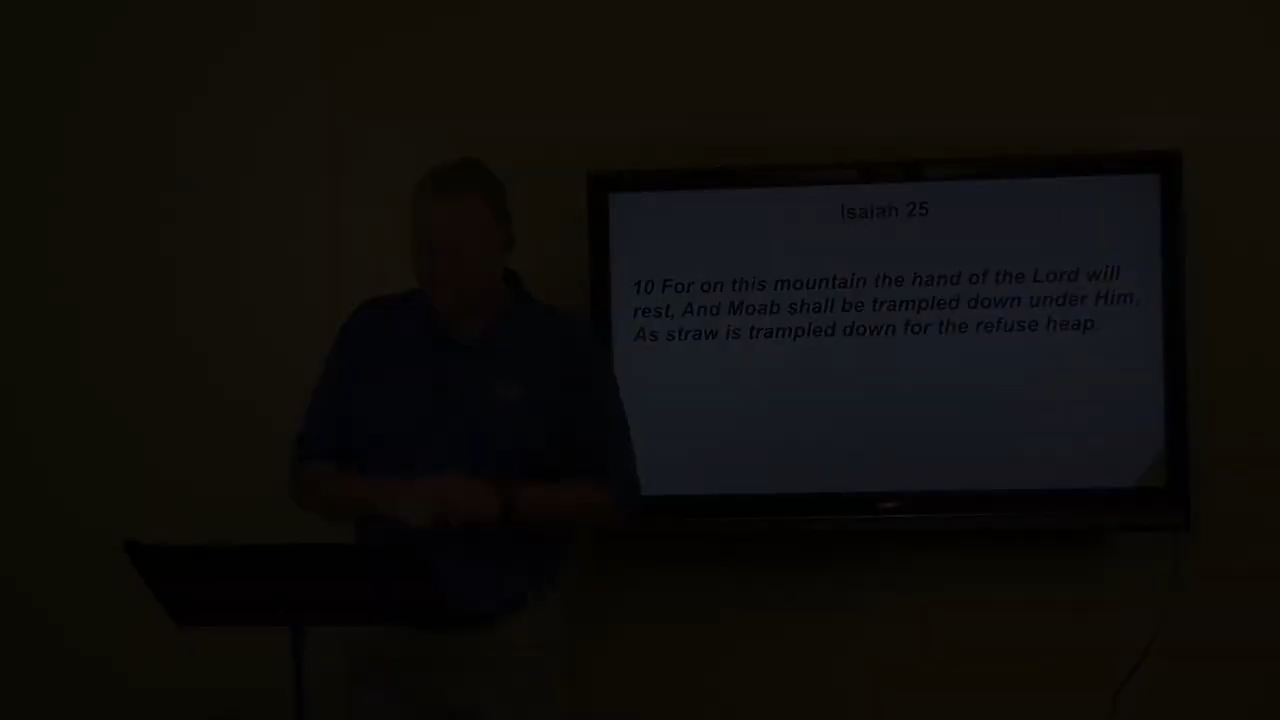 Isaiah 25
10 For on this mountain the hand of the Lord will
rest, And Moab shall be trampled down under Him,
As straw is trampled down for the refuse heap.